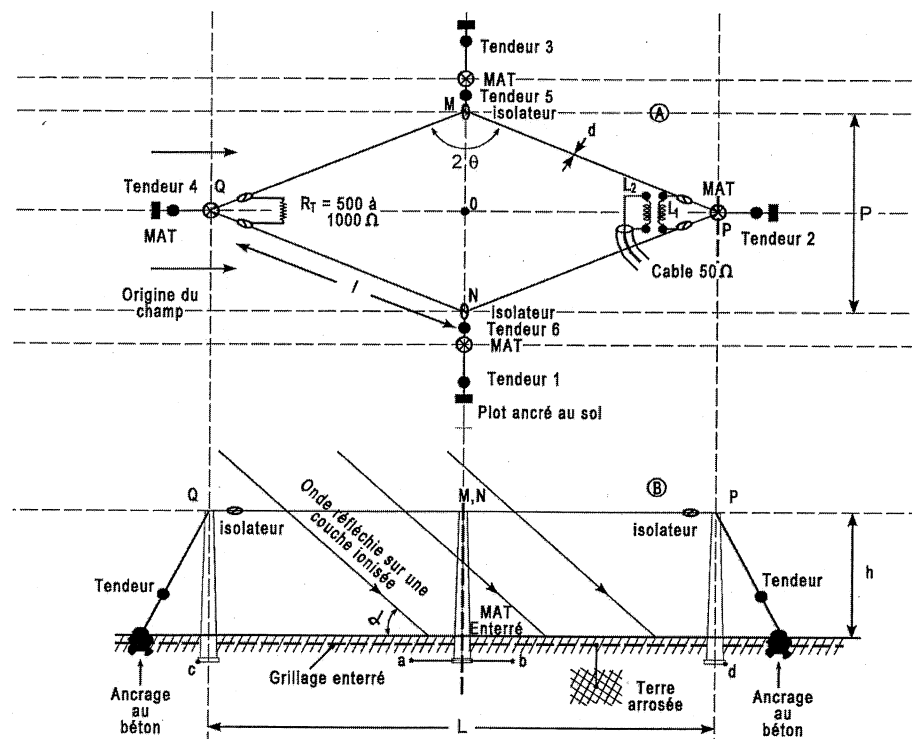 Tendeur 3
MAT
Tendeur 5
M
isolateur
A
d
2 θ
Tendeur 4
Q
MAT
R_T = 500 à
1000 Ω
O
L₂
L₁
MAT
P
Tendeur 2
P
Cable 50 Ω
Origine du
champ
l
N
isolateur
Tendeur 6
MAT
Tendeur 1
Plot ancré au sol
Q
M,N
B
P
isolateur
isolateur
Onde réfléchie sur une
couche ionisée
Tendeur
Tendeur
h
α
MAT
Enterré
c
a
b
d
Grillage enterré
Ancrage
au
béton
Terre
arrosée
Ancrage
au
béton
L